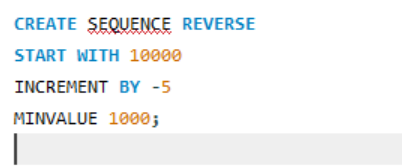 CREATE SEQUENCE REVERSE
START WITH 10000
INCREMENT BY -5
MINVALUE 1000;